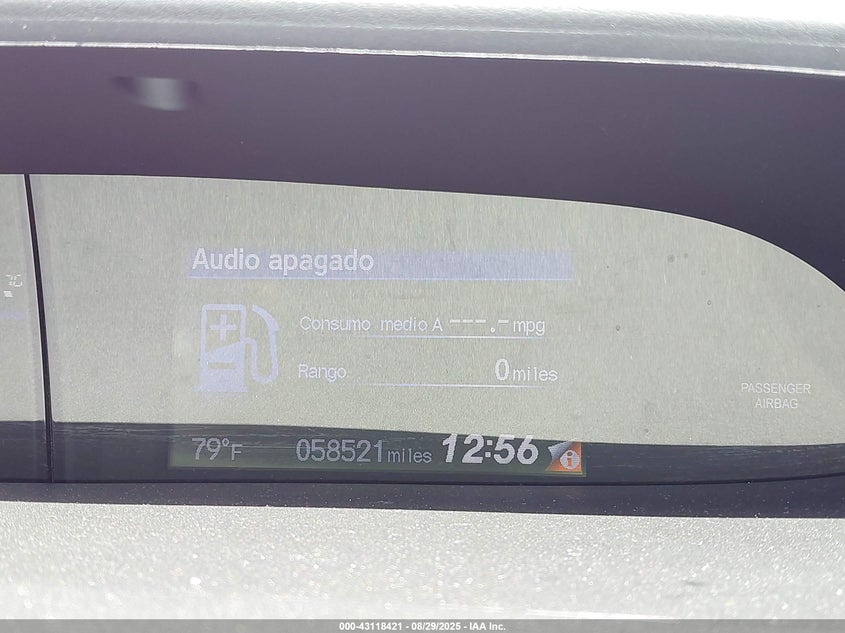 Audio apagado
Consumo medio A ---.- mpg
Rango 0 miles
PASSENGER
AIRBAG
79°F 058521 miles 12:56 i
000-43118421 | 08/29/2025 - IAA Inc.